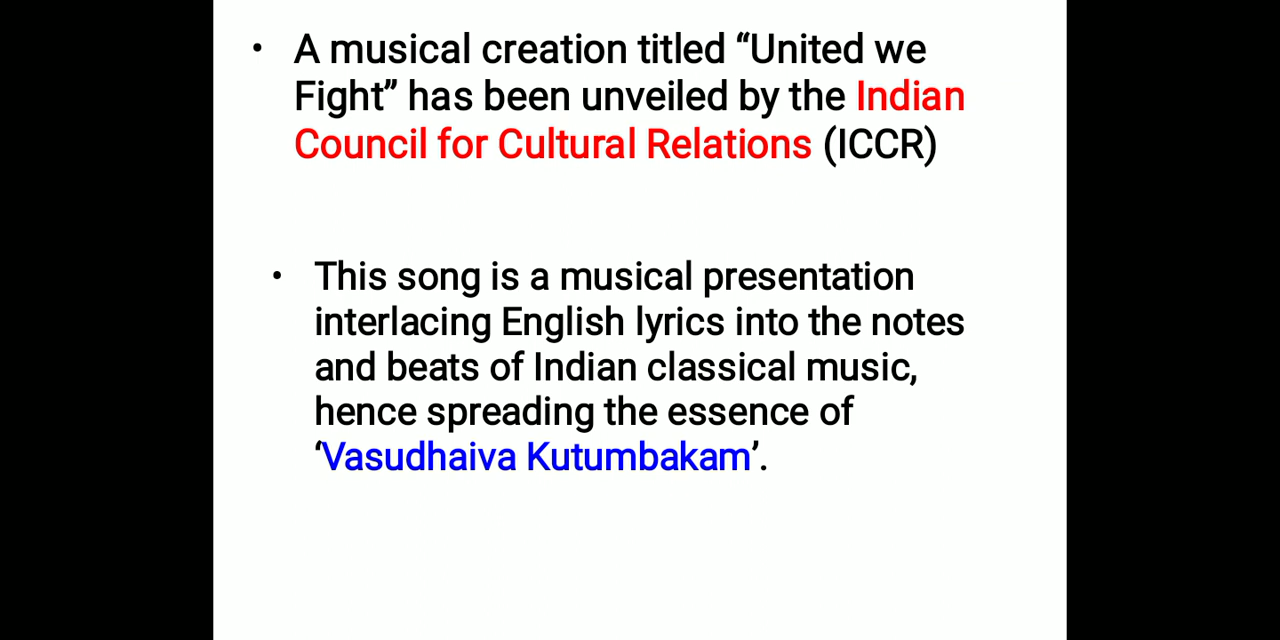 • A musical creation titled “United we
Fight” has been unveiled by the Indian
Council for Cultural Relations (ICCR)
• This song is a musical presentation
interlacing English lyrics into the notes
and beats of Indian classical music,
hence spreading the essence of
‘Vasudhaiva Kutumbakam’.